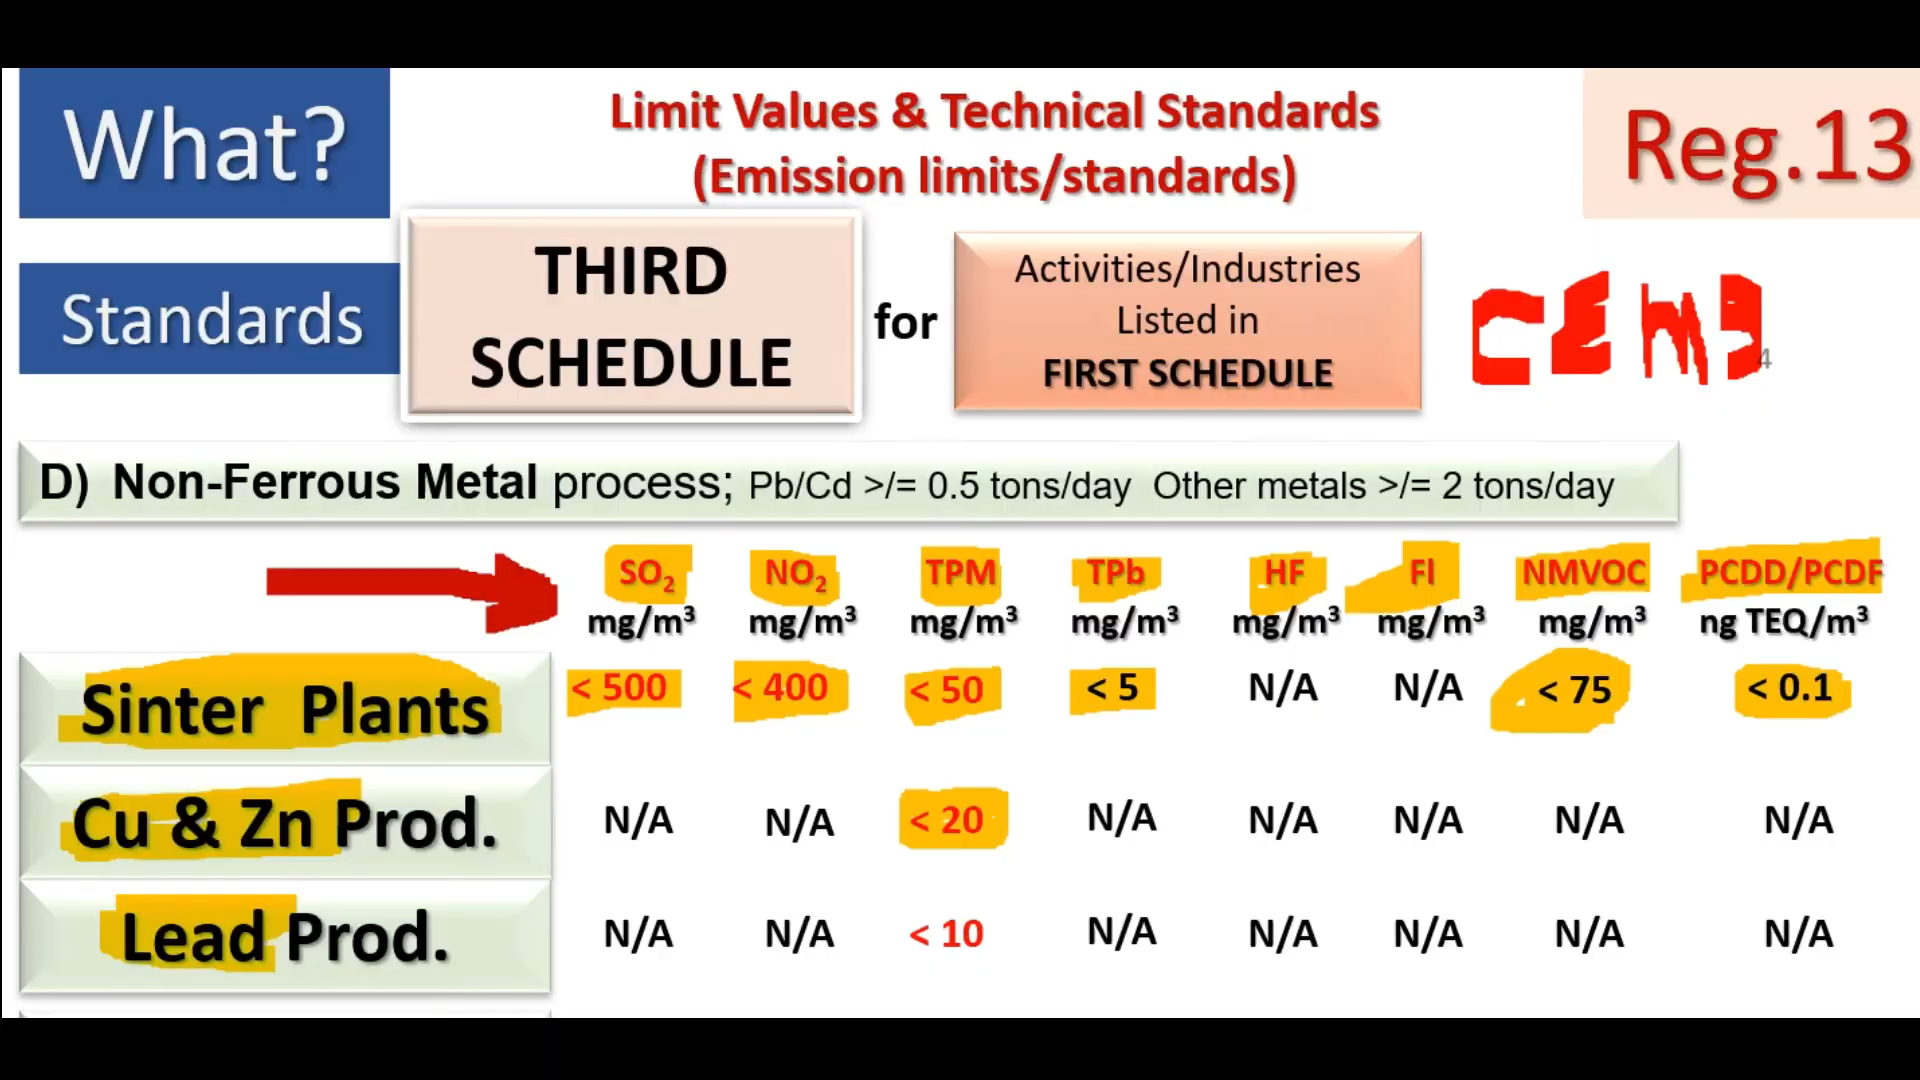 What?
Limit Values & Technical Standards
(Emission limits/standards)
Reg.13
Standards
THIRD
SCHEDULE
for
Activities/Industries
Listed in
FIRST SCHEDULE
CEMS
4
D) Non-Ferrous Metal process; Pb/Cd >/= 0.5 tons/day Other metals >/= 2 tons/day
SO₂ NO₂ TPM TPb HF Fl NMVOC PCDD/PCDF
mg/m³ mg/m³ mg/m³ mg/m³ mg/m³ mg/m³ mg/m³ ng TEQ/m³
Sinter Plants < 500 < 400 < 50 < 5 N/A N/A < 75 < 0.1
Cu & Zn Prod. N/A N/A < 20 N/A N/A N/A N/A N/A
Lead Prod. N/A N/A < 10 N/A N/A N/A N/A N/A